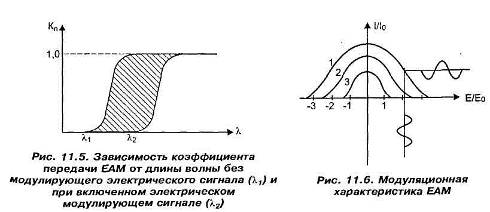 Kп
1,0
λ1
λ2
λ
Рис. 11.5. Зависимость коэффициента
передачи ЕАМ от длины волны без
модулирующего электрического сигнала (λ1) и
при включенном электрическом
модулирующем сигнале (λ2)
I/I0
1
2
3
E/E0
-3 -2 -1 1 2
Рис. 11.6. Модуляционная
характеристика ЕАМ